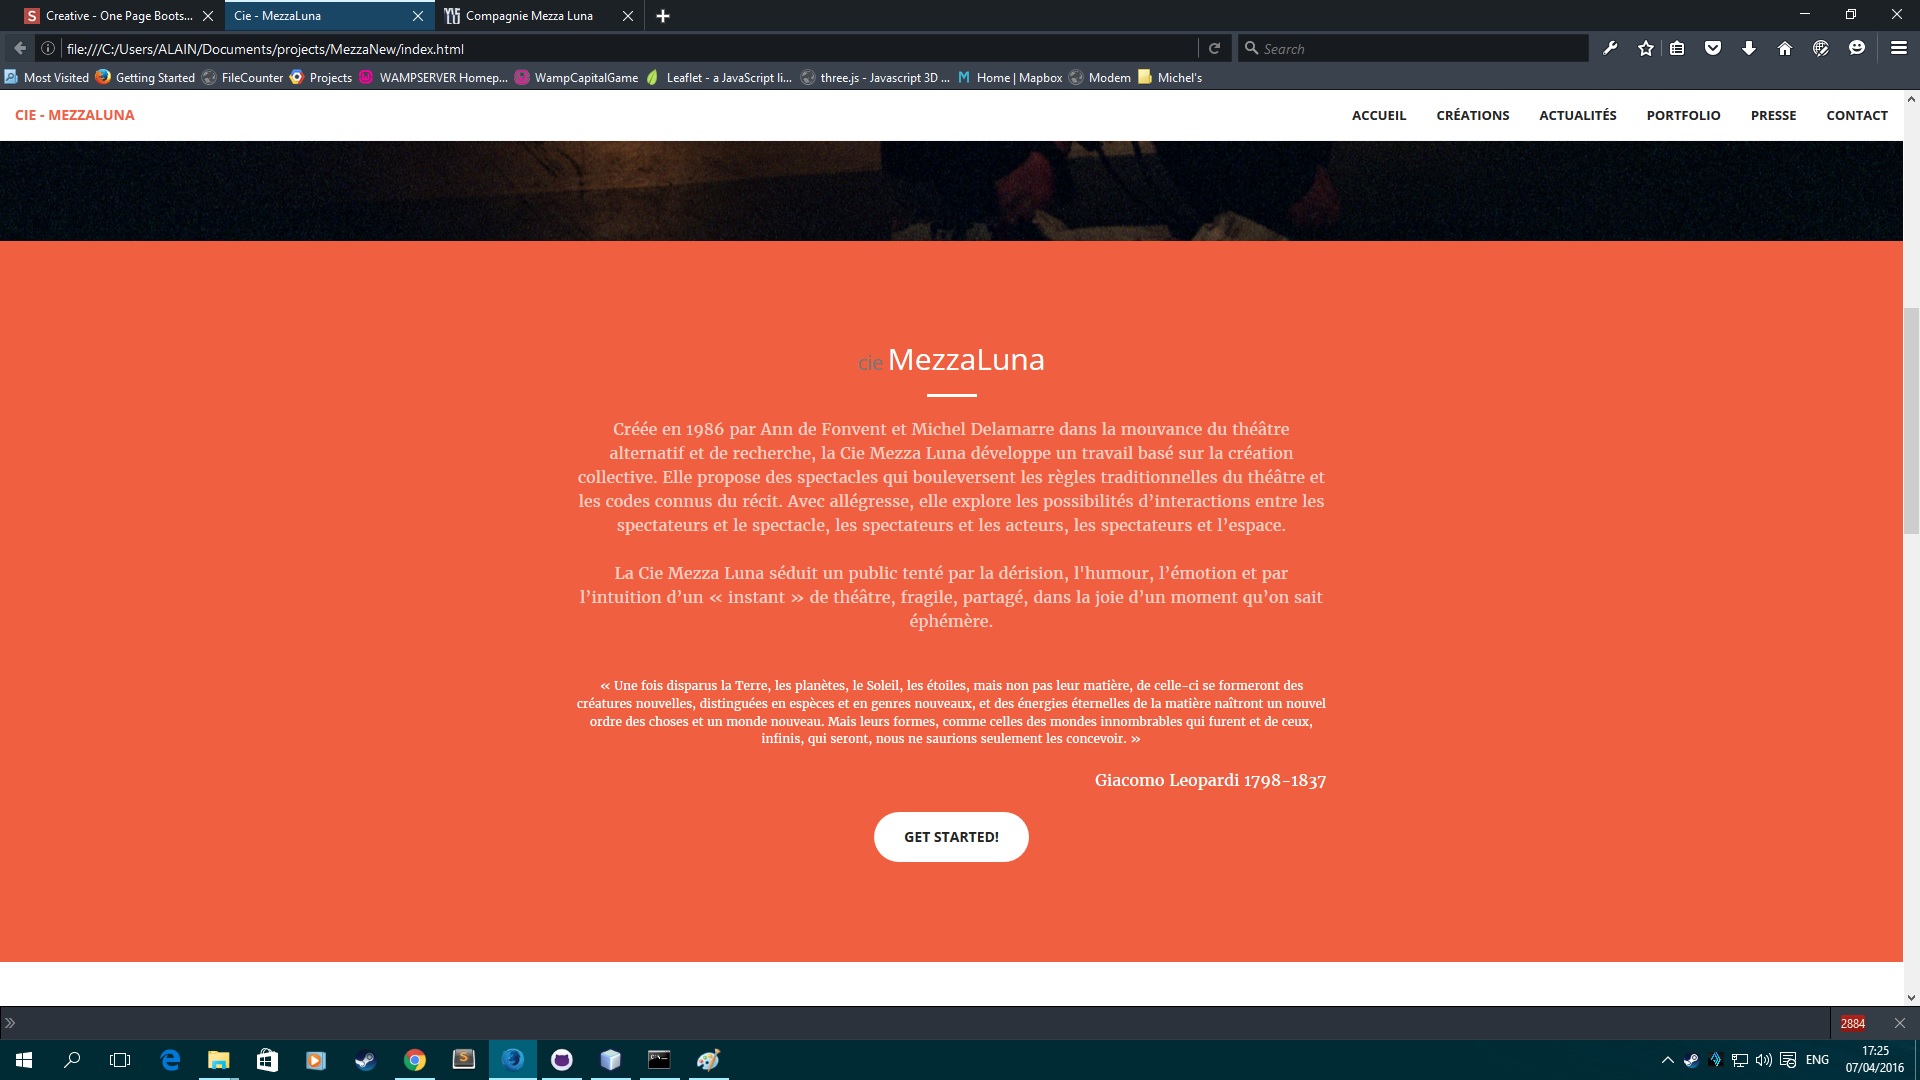 Creative - One Page Boots...
Cie - MezzaLuna
Compagnie Mezza Luna
file:///C:/Users/ALAIN/Documents/projects/MezzaNew/index.html
Search
Most Visited Getting Started FileCounter Projects WAMPSERVER Homep... WampCapitalGame Leaflet - a JavaScript li... three.js - Javascript 3D ... Home | Mapbox Modem Michel's
CIE - MEZZALUNA
ACCUEIL CRÉATIONS ACTUALITÉS PORTFOLIO PRESSE CONTACT
cie MezzaLuna
Créée en 1986 par Ann de Fonvent et Michel Delamarre dans la mouvance du théâtre
alternatif et de recherche, la Cie Mezza Luna développe un travail basé sur la création
collective. Elle propose des spectacles qui bouleversent les règles traditionnelles du théâtre et
les codes connus du récit. Avec allégresse, elle explore les possibilités d’interactions entre les
spectateurs et le spectacle, les spectateurs et les acteurs, les spectateurs et l’espace.
La Cie Mezza Luna séduit un public tenté par la dérision, l'humour, l’émotion et par
l’intuition d’un « instant » de théâtre, fragile, partagé, dans la joie d’un moment qu’on sait
éphémère.
« Une fois disparus la Terre, les planètes, le Soleil, les étoiles, mais non pas leur matière, de celle-ci se formeront des
créatures nouvelles, distinguées en espèces et en genres nouveaux, et des énergies éternelles de la matière naîtront un nouvel
ordre des choses et un monde nouveau. Mais leurs formes, comme celles des mondes innombrables qui furent et de ceux,
infinis, qui seront, nous ne saurions seulement les concevoir. »
Giacomo Leopardi 1798-1837
GET STARTED!
2884
ENG
17:25
07/04/2016